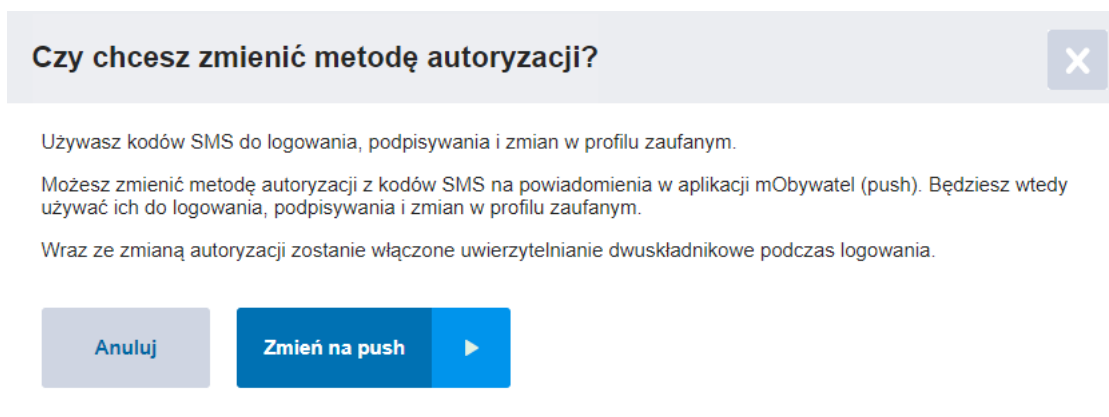 Czy chcesz zmienić metodę autoryzacji?
Używasz kodów SMS do logowania, podpisywania i zmian w profilu zaufanym.
Możesz zmienić metodę autoryzacji z kodów SMS na powiadomienia w aplikacji mObywatel (push). Będziesz wtedy
używać ich do logowania, podpisywania i zmian w profilu zaufanym.
Wraz ze zmianą autoryzacji zostanie włączone uwierzytelnianie dwuskładnikowe podczas logowania.
Anuluj
Zmień na push